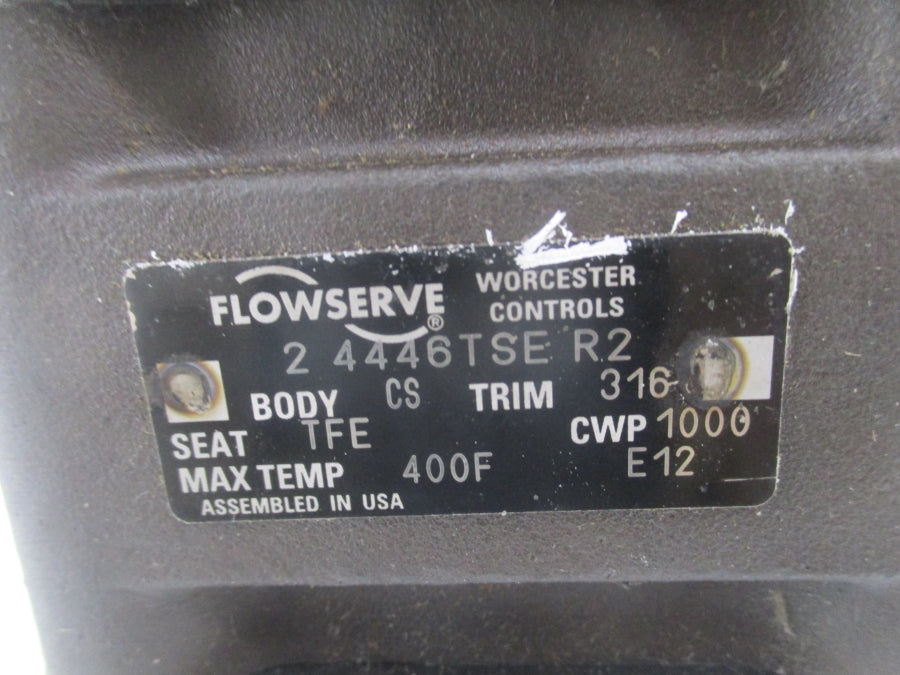 FLOWSERVE® WORCESTER
CONTROLS
2 4446TSE R2
BODY CS TRIM 316
SEAT TFE CWP 1000
MAX TEMP 400F E12
ASSEMBLED IN USA